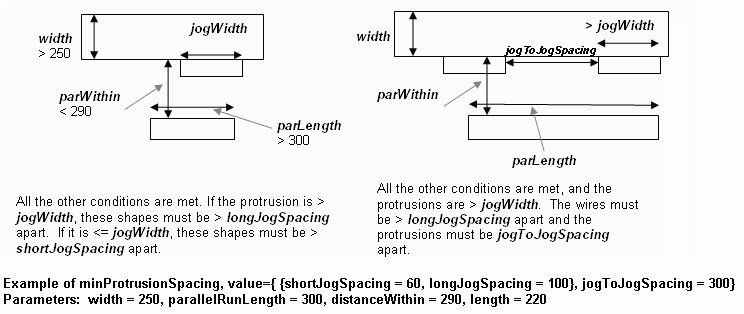 width
> 250
jogWidth
parWithin
< 290
parLength
> 300
All the other conditions are met. If the protrusion is >
jogWidth, these shapes must be > longJogSpacing
apart. If it is <= jogWidth, these shapes must be >
shortJogSpacing apart.
width
> jogWidth
jogToJogSpacing
parWithin
parLength
All the other conditions are met, and the
protrusions are > jogWidth. The wires must
be > longJogSpacing apart and the
protrusions must be jogToJogSpacing
apart.
Example of minProtrusionSpacing, value={ {shortJogSpacing = 60, longJogSpacing = 100}, jogToJogSpacing = 300}
Parameters: width = 250, parallelRunLength = 300, distanceWithin = 290, length = 220